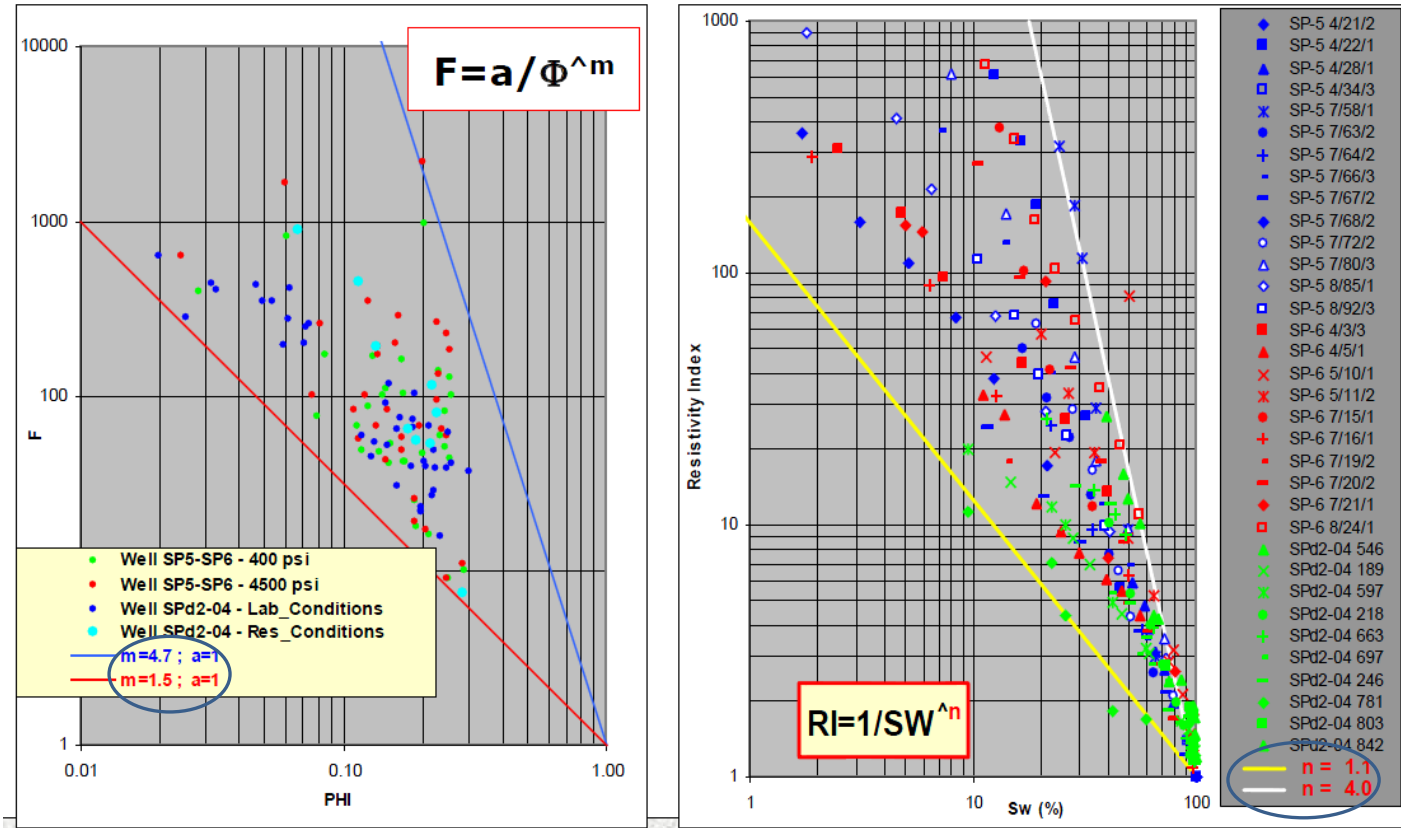 F=a/Φ^m
10000
1000
100
1
0.01
0.10
1.00
F
PHI
Well SP5-SP6 - 400 psi
Well SP5-SP6 - 4500 psi
Well SPd2-04 - Lab_Conditions
Well SPd2-04 - Res_Conditions
m=4.7 ; a=1
m=1.5 ; a=1
1000
100
10
1
1
10
100
Resistivity Index
Sw (%)
RI=1/SW^n
SP-5 4/21/2
SP-5 4/22/1
SP-5 4/28/1
SP-5 4/34/3
SP-5 7/58/1
SP-5 7/63/2
SP-5 7/64/2
SP-5 7/66/3
SP-5 7/67/2
SP-5 7/68/2
SP-5 7/72/2
SP-5 7/80/3
SP-5 8/85/1
SP-5 8/92/3
SP-6 4/3/3
SP-6 4/5/1
SP-6 5/10/1
SP-6 5/11/2
SP-6 7/15/1
SP-6 7/16/1
SP-6 7/19/2
SP-6 7/20/2
SP-6 7/21/1
SP-6 8/24/1
SPd2-04 546
SPd2-04 189
SPd2-04 597
SPd2-04 218
SPd2-04 663
SPd2-04 697
SPd2-04 246
SPd2-04 781
SPd2-04 803
SPd2-04 842
n = 1.1
n = 4.0